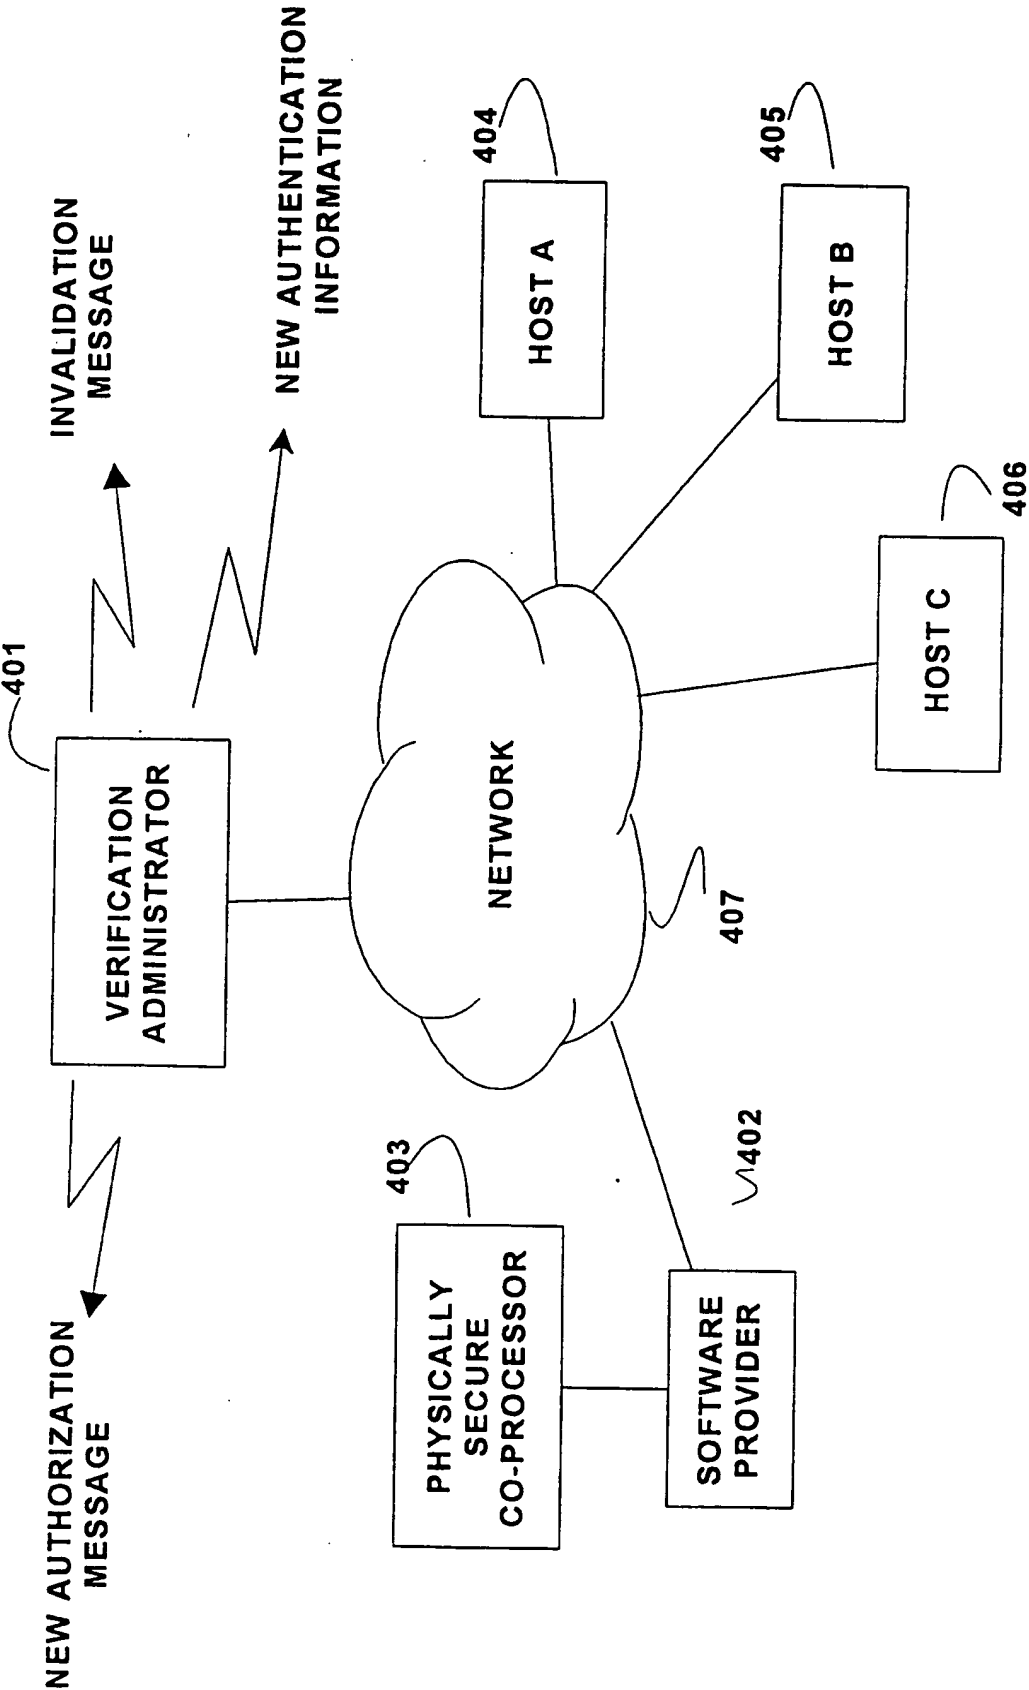 NEW AUTHORIZATION
MESSAGE
401
VERIFICATION
ADMINISTRATOR
INVALIDATION
MESSAGE
NEW AUTHENTICATION
INFORMATION
403
PHYSICALLY
SECURE
CO-PROCESSOR
NETWORK
404
HOST A
402
SOFTWARE
PROVIDER
407
405
HOST B
406
HOST C